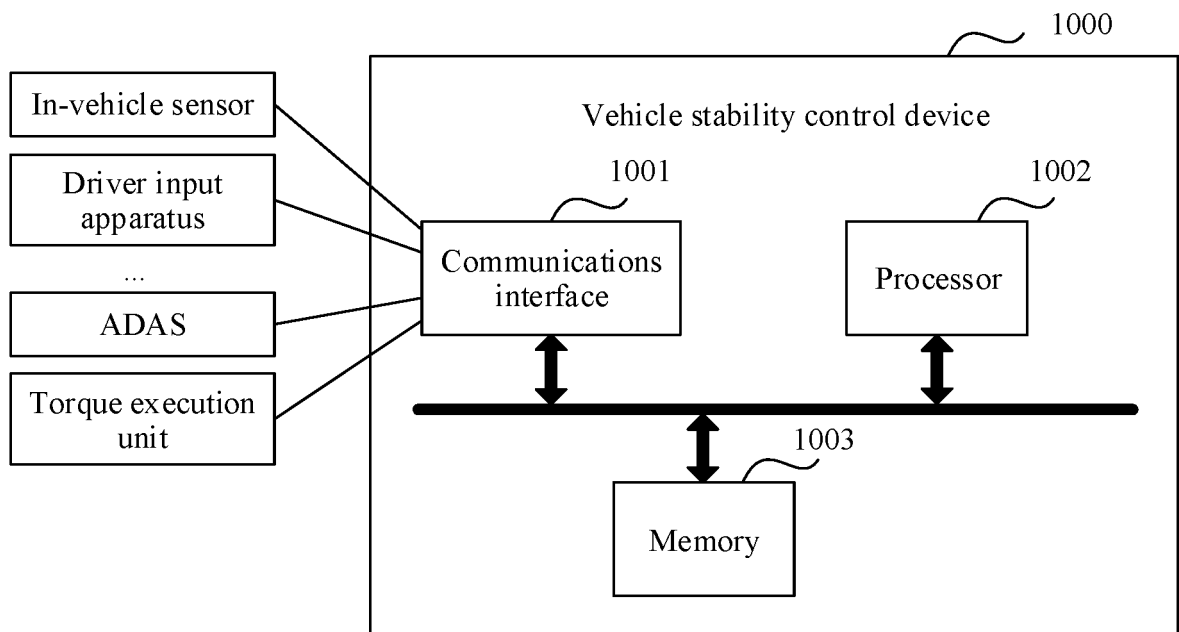 1000
In-vehicle sensor
Vehicle stability control device
Driver input
apparatus
1001
1002
Communications
interface
Processor
...
ADAS
Torque execution
unit
1003
Memory